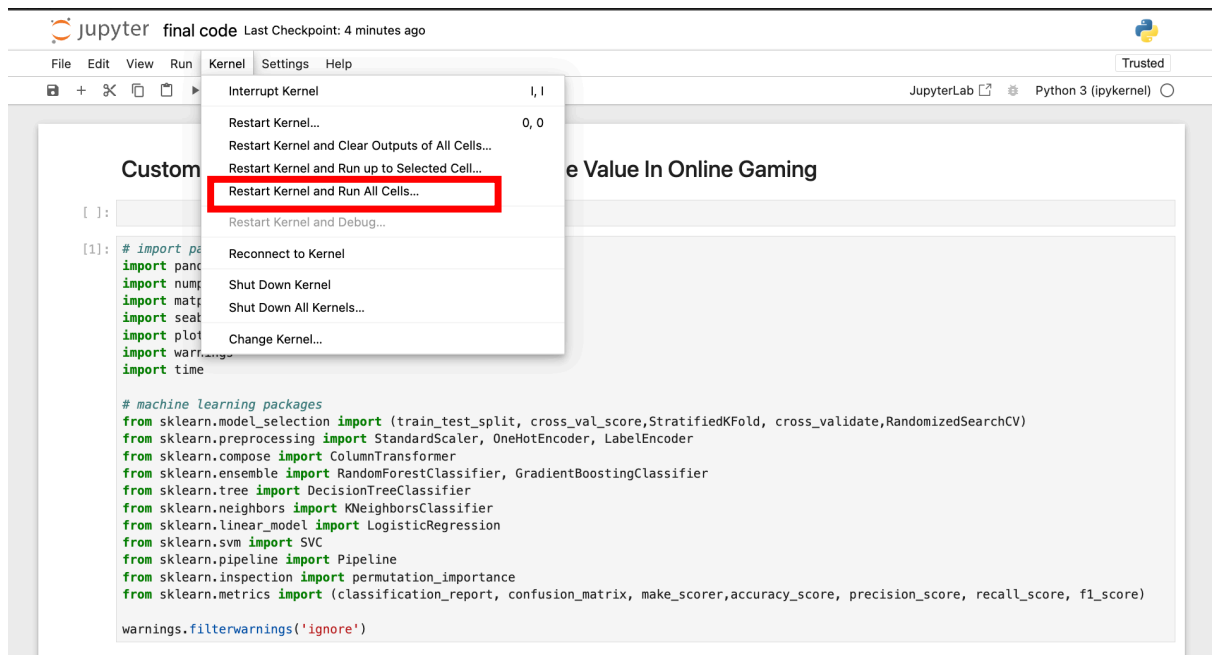 jupyter final code Last Checkpoint: 4 minutes ago
File Edit View Run Kernel Settings Help Trusted
JupyterLab Python 3 (ipykernel)
Interrupt Kernel I, I
Restart Kernel... 0, 0
Restart Kernel and Clear Outputs of All Cells...
Restart Kernel and Run up to Selected Cell...
Restart Kernel and Run All Cells...
Restart Kernel and Debug...
Reconnect to Kernel
Shut Down Kernel
Shut Down All Kernels...
Change Kernel...
Custom e Value In Online Gaming
[ ]:
[1]: # import pa
import pand
import nump
import matp
import seab
import plot
import warnings
import time
# machine learning packages
from sklearn.model_selection import (train_test_split, cross_val_score,StratifiedKFold, cross_validate,RandomizedSearchCV)
from sklearn.preprocessing import StandardScaler, OneHotEncoder, LabelEncoder
from sklearn.compose import ColumnTransformer
from sklearn.ensemble import RandomForestClassifier, GradientBoostingClassifier
from sklearn.tree import DecisionTreeClassifier
from sklearn.neighbors import KNeighborsClassifier
from sklearn.linear_model import LogisticRegression
from sklearn.svm import SVC
from sklearn.pipeline import Pipeline
from sklearn.inspection import permutation_importance
from sklearn.metrics import (classification_report, confusion_matrix, make_scorer,accuracy_score, precision_score, recall_score, f1_score)
warnings.filterwarnings('ignore')